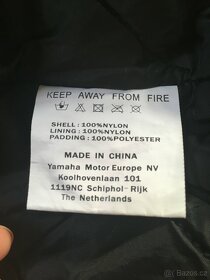 KEEP AWAY FROM FIRE
SHELL : 100%NYLON
LINING : 100%NYLON
PADDING : 100%POLYESTER
MADE IN CHINA
Yamaha Motor Europe NV
Koolhovenlaan 101
1119NC Schiphol-Rijk
The Netherlands
Bazoš.cz